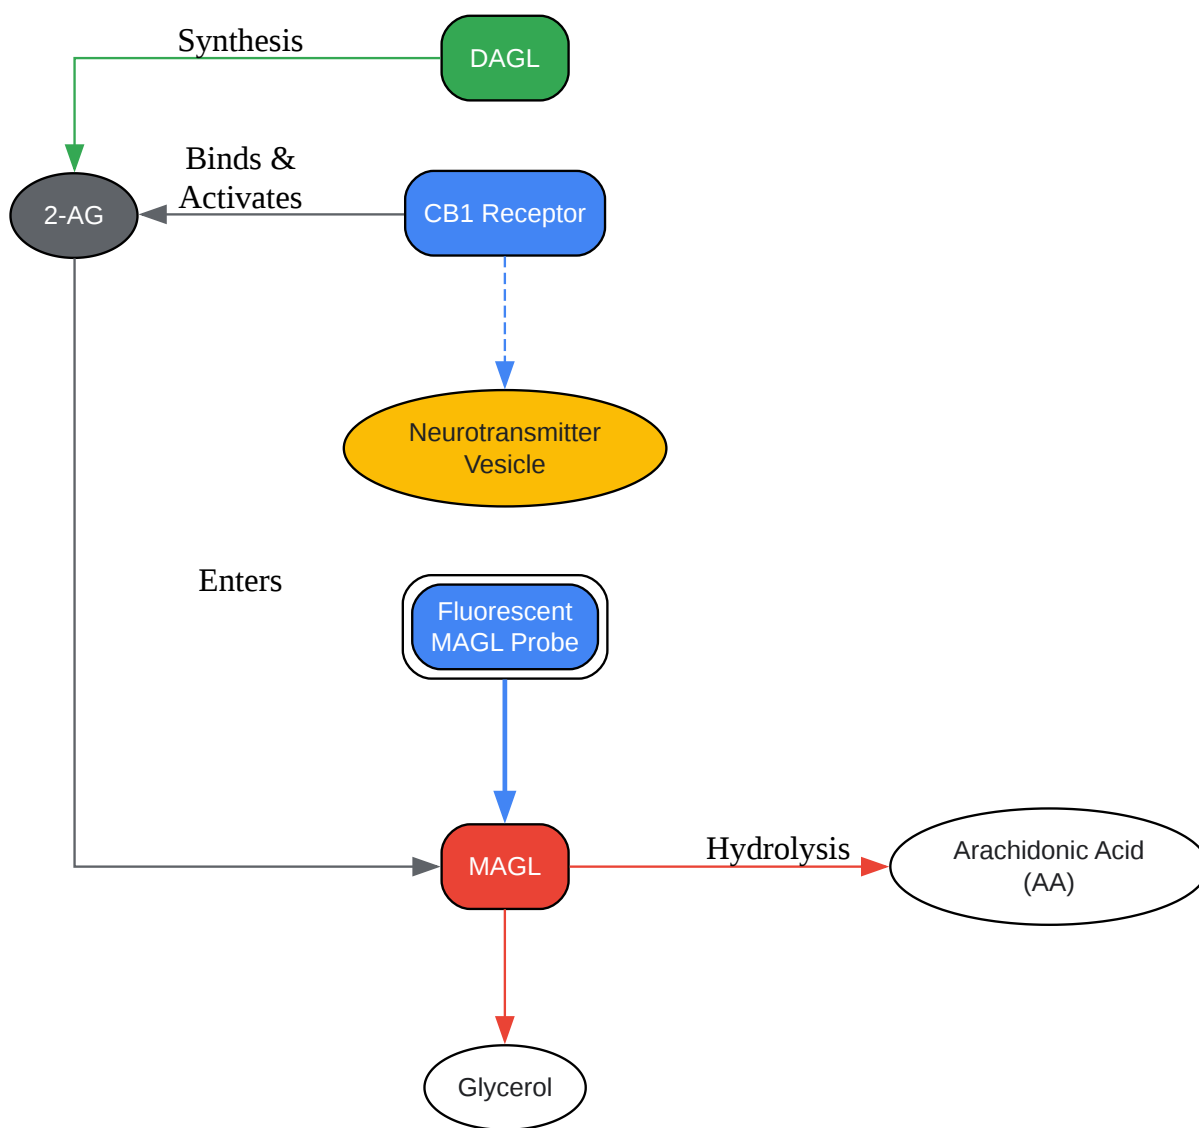 Synthesis
DAGL
Binds &
Activates
2-AG
CB1 Receptor
Neurotransmitter
Vesicle
Enters
Fluorescent
MAGL Probe
MAGL
Hydrolysis
Arachidonic Acid
(AA)
Glycerol